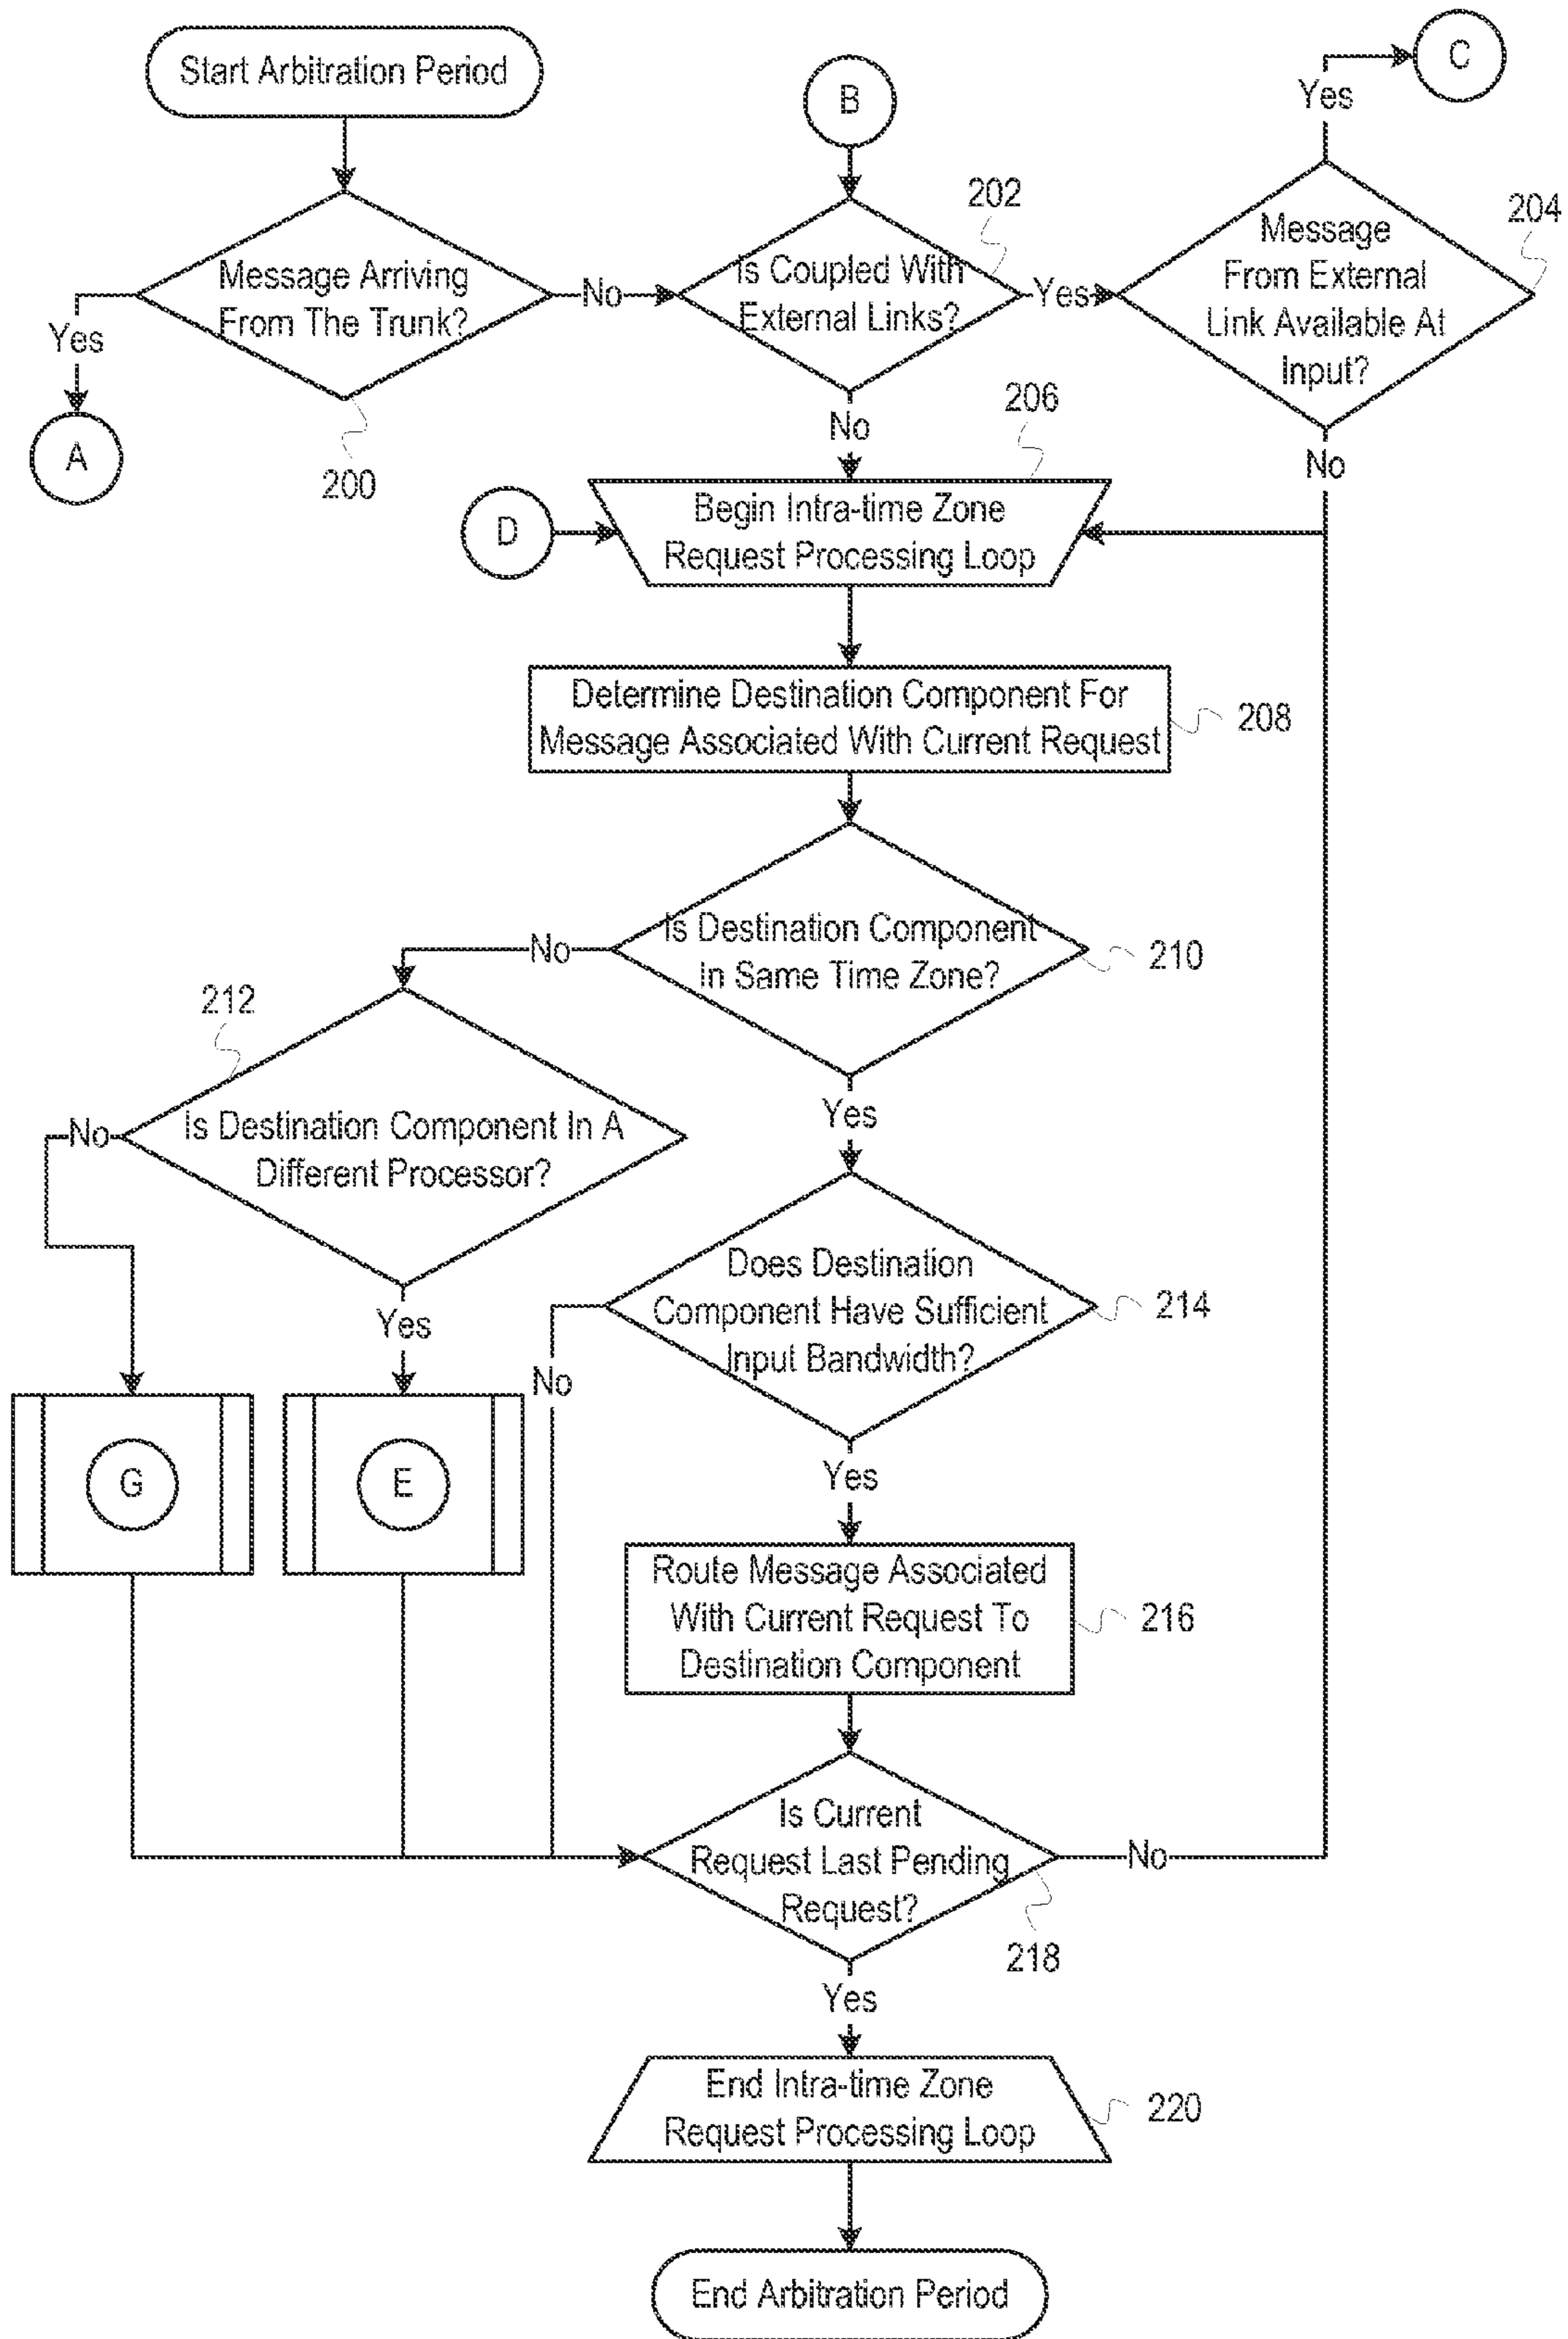 Start Arbitration Period
B
C
Yes
202
204
Message Arriving
From The Trunk?
No
Is Coupled With
External Links?
Yes
Message
From External
Link Available At
Input?
Yes
A
200
No
206
No
D
Begin Intra-time Zone
Request Processing Loop
Determine Destination Component For
Message Associated With Current Request
208
No
Is Destination Component
In Same Time Zone?
210
212
Yes
No
Is Destination Component In A
Different Processor?
Yes
Does Destination
Component Have Sufficient
Input Bandwidth?
214
No
G
E
Yes
Route Message Associated
With Current Request To
Destination Component
216
Is Current
Request Last Pending
Request?
No
218
Yes
End Intra-time Zone
Request Processing Loop
220
End Arbitration Period